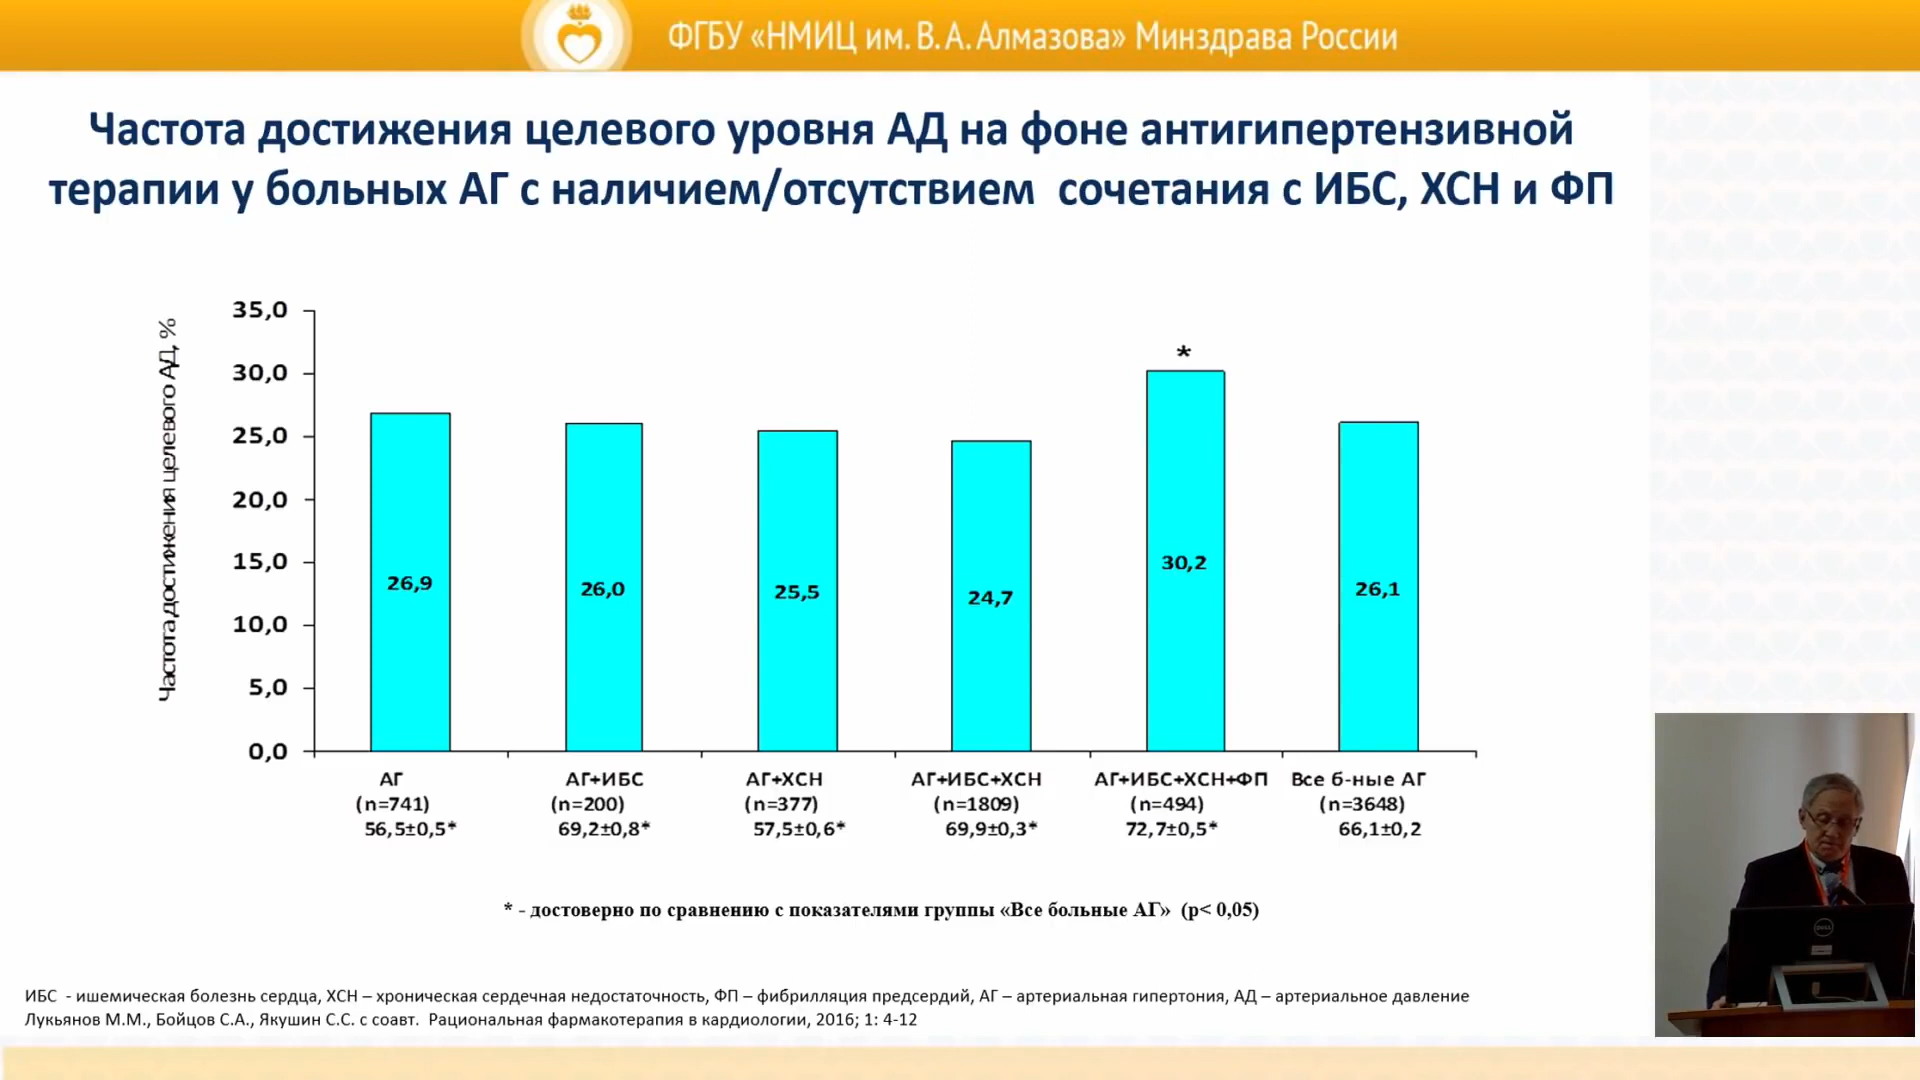 ФГБУ «НМИЦ им. В. А. Алмазова» Минздрава России
Частота достижения целевого уровня АД на фоне антигипертензивной
терапии у больных АГ с наличием/отсутствием сочетания с ИБС, ХСН и ФП
Частота достижения целевого АД, %
35,0
30,0
25,0
20,0
15,0
10,0
5,0
0,0
*
26,9
26,0
25,5
24,7
30,2
26,1
АГ
(n=741)
56,5±0,5*
АГ+ИБС
(n=200)
69,2±0,8*
АГ+ХСН
(n=377)
57,5±0,6*
АГ+ИБС+ХСН
(n=1809)
69,9±0,3*
АГ+ИБС+ХСН+ФП
(n=494)
72,7±0,5*
Все б-ные АГ
(n=3648)
66,1±0,2
* - достоверно по сравнению с показателями группы «Все больные АГ» (p< 0,05)
ИБС - ишемическая болезнь сердца, ХСН – хроническая сердечная недостаточность, ФП – фибрилляция предсердий, АГ – артериальная гипертония, АД – артериальное давление
Лукьянов М.М., Бойцов С.А., Якушин С.С. с соавт. Рациональная фармакотерапия в кардиологии, 2016; 1: 4-12
DELL